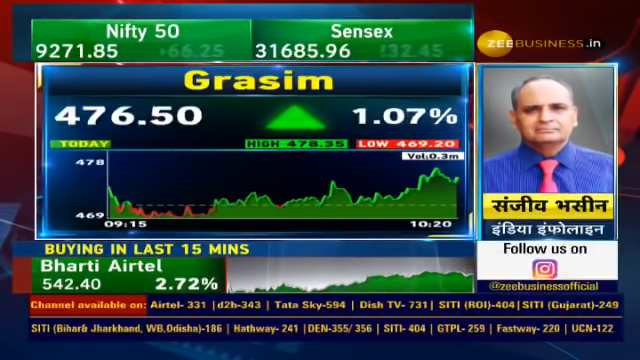 Nifty 50
9271.85 +66.25
Sensex
31685.96 232.45
ZEEBUSINESS.in
Grasim
476.50 1.07%
TODAY HIGH 478.35 LOW 469.20
Vol:0.3m
478
469
09:15 10:20
संजीव भसीन
इंडिया इंफोलाइन
BUYING IN LAST 15 MINS
Bharti Airtel
542.40 2.72%
Follow us on
@zeebusinessofficial
Channel available on: Airtel- 331 | d2h-343 | Tata Sky-594 | Dish TV- 731 | SITI (ROI)-404 | SITI (Gujarat)-249
SITI (Bihar& Jharkhand, WB,Odisha)-186 | Hathway- 241 | DEN-355/ 356 | SITI- 404 | GTPL- 259 | Fastway- 220 | UCN-122